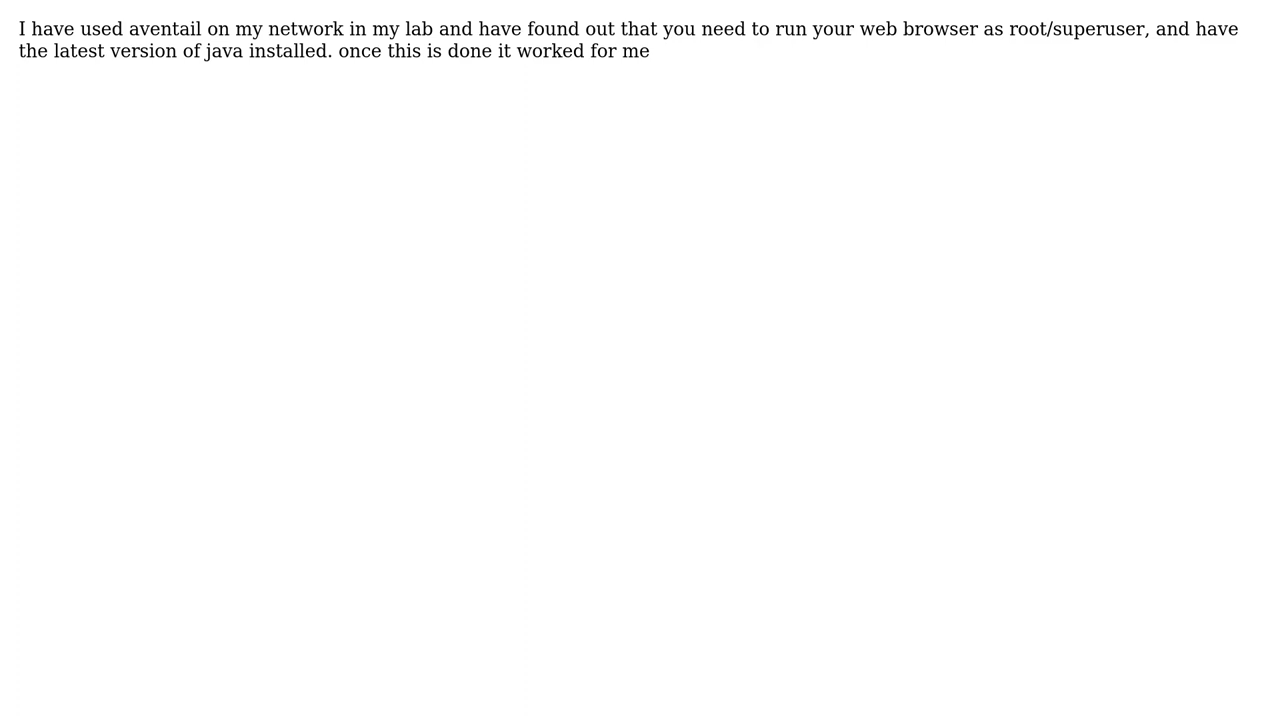 I have used aventail on my network in my lab and have found out that you need to run your web browser as root/superuser, and have
the latest version of java installed. once this is done it worked for me